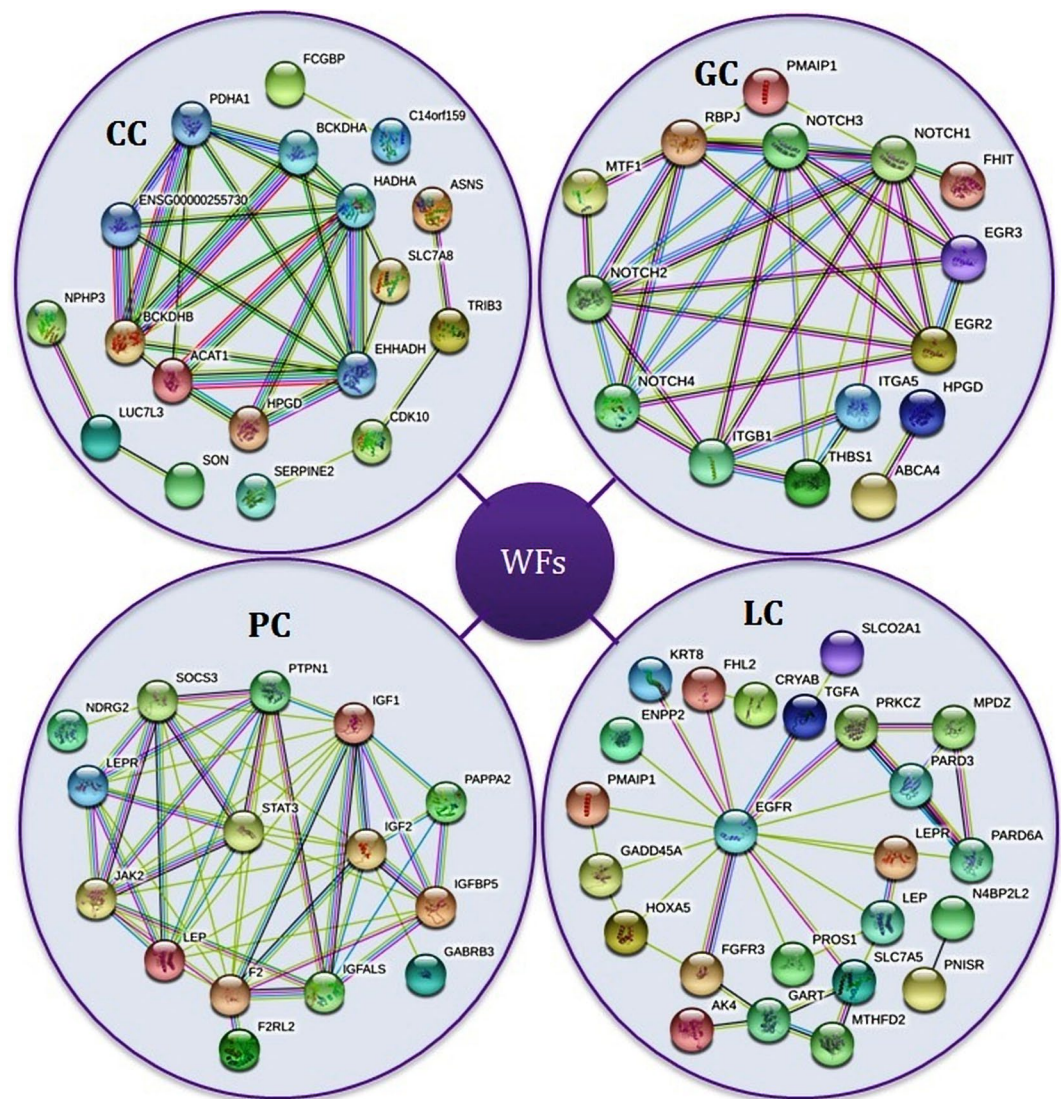 CC
FCGBP
PDHA1
C14orf159
BCKDHA
HADHA
ASNS
ENSG00000255730
SLC7A8
NPHP3
TRIB3
BCKDHB
ACAT1
EHHADH
LUC7L3
HPGD
CDK10
SON
SERPINE2
GC
PMAIP1
RBPJ
NOTCH3
NOTCH1
FHIT
MTF1
EGR3
NOTCH2
EGR2
NOTCH4
ITGA5
HPGD
ITGB1
THBS1
ABCA4
WFs
PC
SOCS3
PTPN1
IGF1
NDRG2
LEPR
PAPPA2
STAT3
IGF2
JAK2
IGFBP5
LEP
GABRB3
F2
IGFALS
F2RL2
LC
SLCO2A1
KRT8
FHL2
CRYAB
TGFA
PRKCZ
MPDZ
ENPP2
PARD3
PMAIP1
EGFR
LEPR
PARD6A
GADD45A
LEP
N4BP2L2
HOXA5
FGFR3
PROS1
SLC7A5
PNISR
AK4
GART
MTHFD2